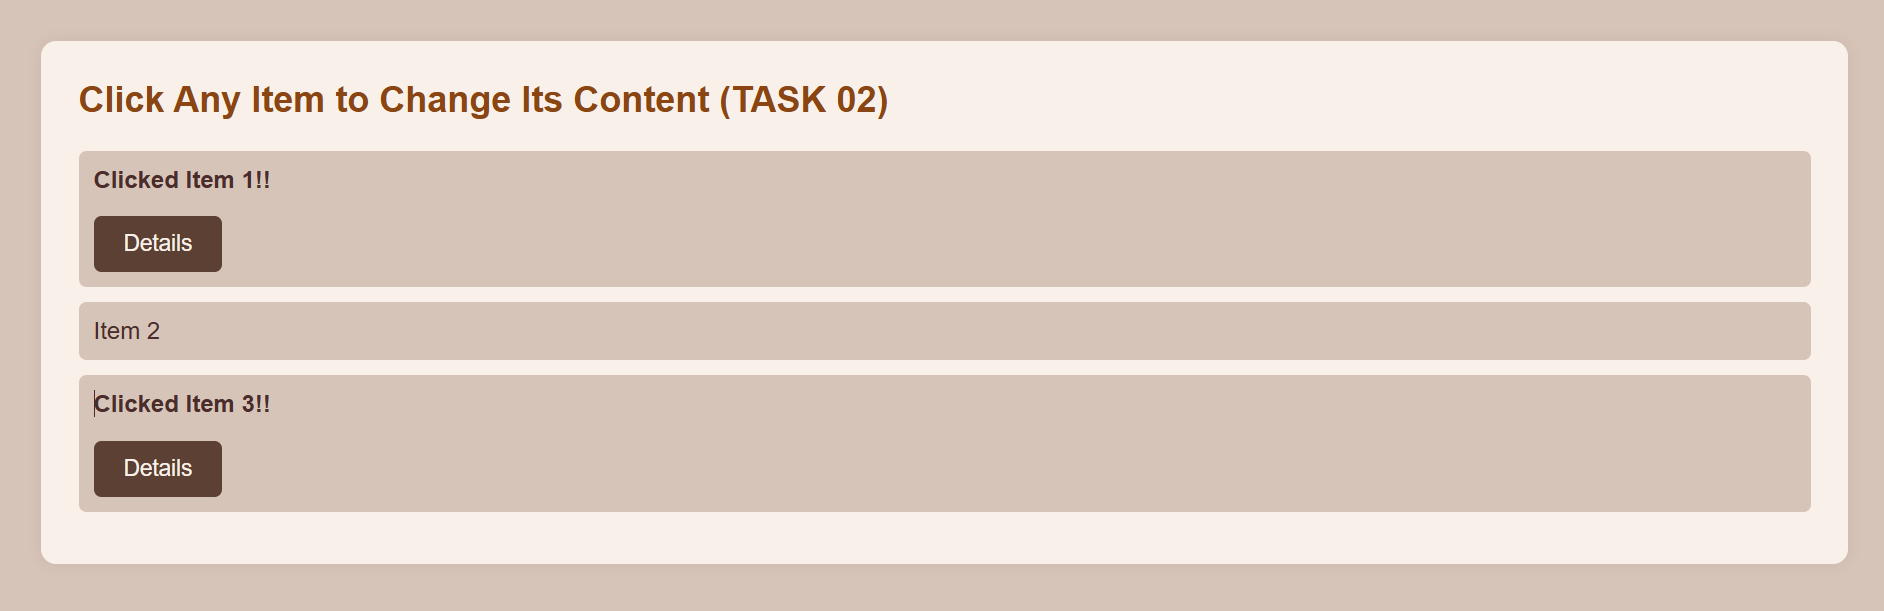 Click Any Item to Change Its Content (TASK 02)
Clicked Item 1!!
Details
Item 2
Clicked Item 3!!
Details